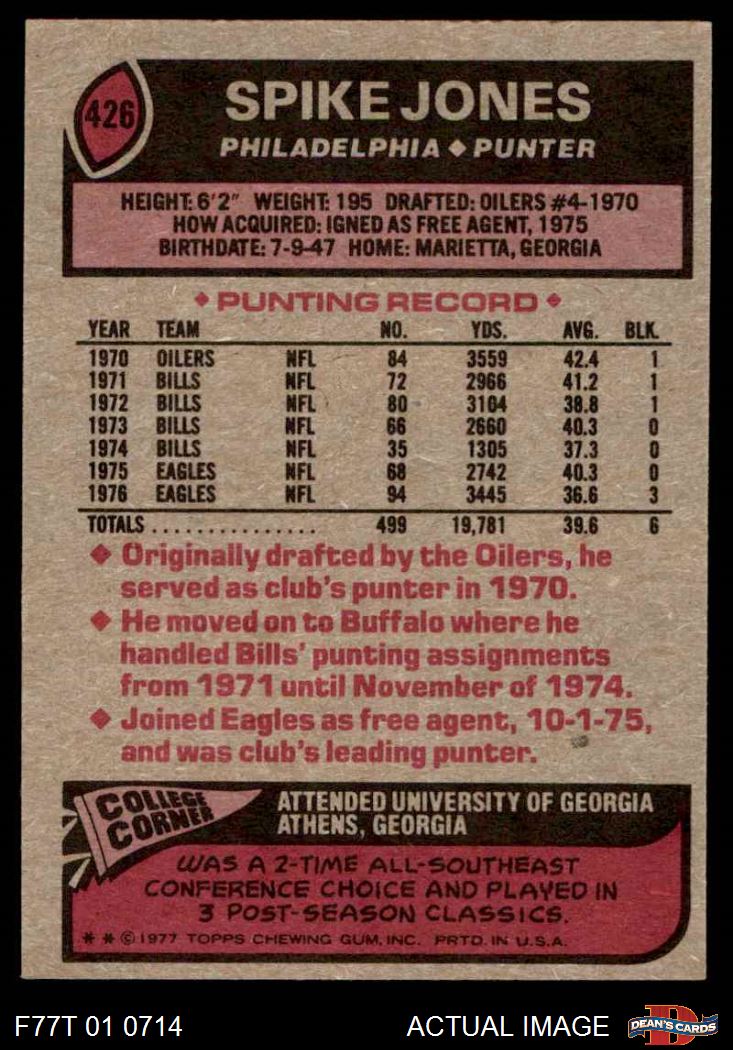 426
SPIKE JONES
PHILADELPHIA ◆ PUNTER
HEIGHT: 6'2" WEIGHT: 195 DRAFTED: OILERS #4-1970
HOW ACQUIRED: IGNED AS FREE AGENT, 1975
BIRTHDATE: 7-9-47 HOME: MARIETTA, GEORGIA
◆ PUNTING RECORD ◆
YEAR TEAM NO. YDS. AVG. BLK.
1970 OILERS NFL 84 3559 42.4 1
1971 BILLS NFL 72 2966 41.2 1
1972 BILLS NFL 80 3104 38.8 1
1973 BILLS NFL 66 2660 40.3 0
1974 BILLS NFL 35 1305 37.3 0
1975 EAGLES NFL 68 2742 40.3 0
1976 EAGLES NFL 94 3445 36.6 3
TOTALS ................ 499 19,781 39.6 6
◆ Originally drafted by the Oilers, he
served as club's punter in 1970.
◆ He moved on to Buffalo where he
handled Bills' punting assignments
from 1971 until November of 1974.
◆ Joined Eagles as free agent, 10-1-75,
and was club's leading punter.
COLLEGE
CORNER
ATTENDED UNIVERSITY OF GEORGIA
ATHENS, GEORGIA
WAS A 2-TIME ALL-SOUTHEAST
CONFERENCE CHOICE AND PLAYED IN
3 POST-SEASON CLASSICS.
* * © 1977 TOPPS CHEWING GUM, INC. PRTD. IN U.S.A.
F77T 01 0714
ACTUAL IMAGE
D
DEAN'S CARDS